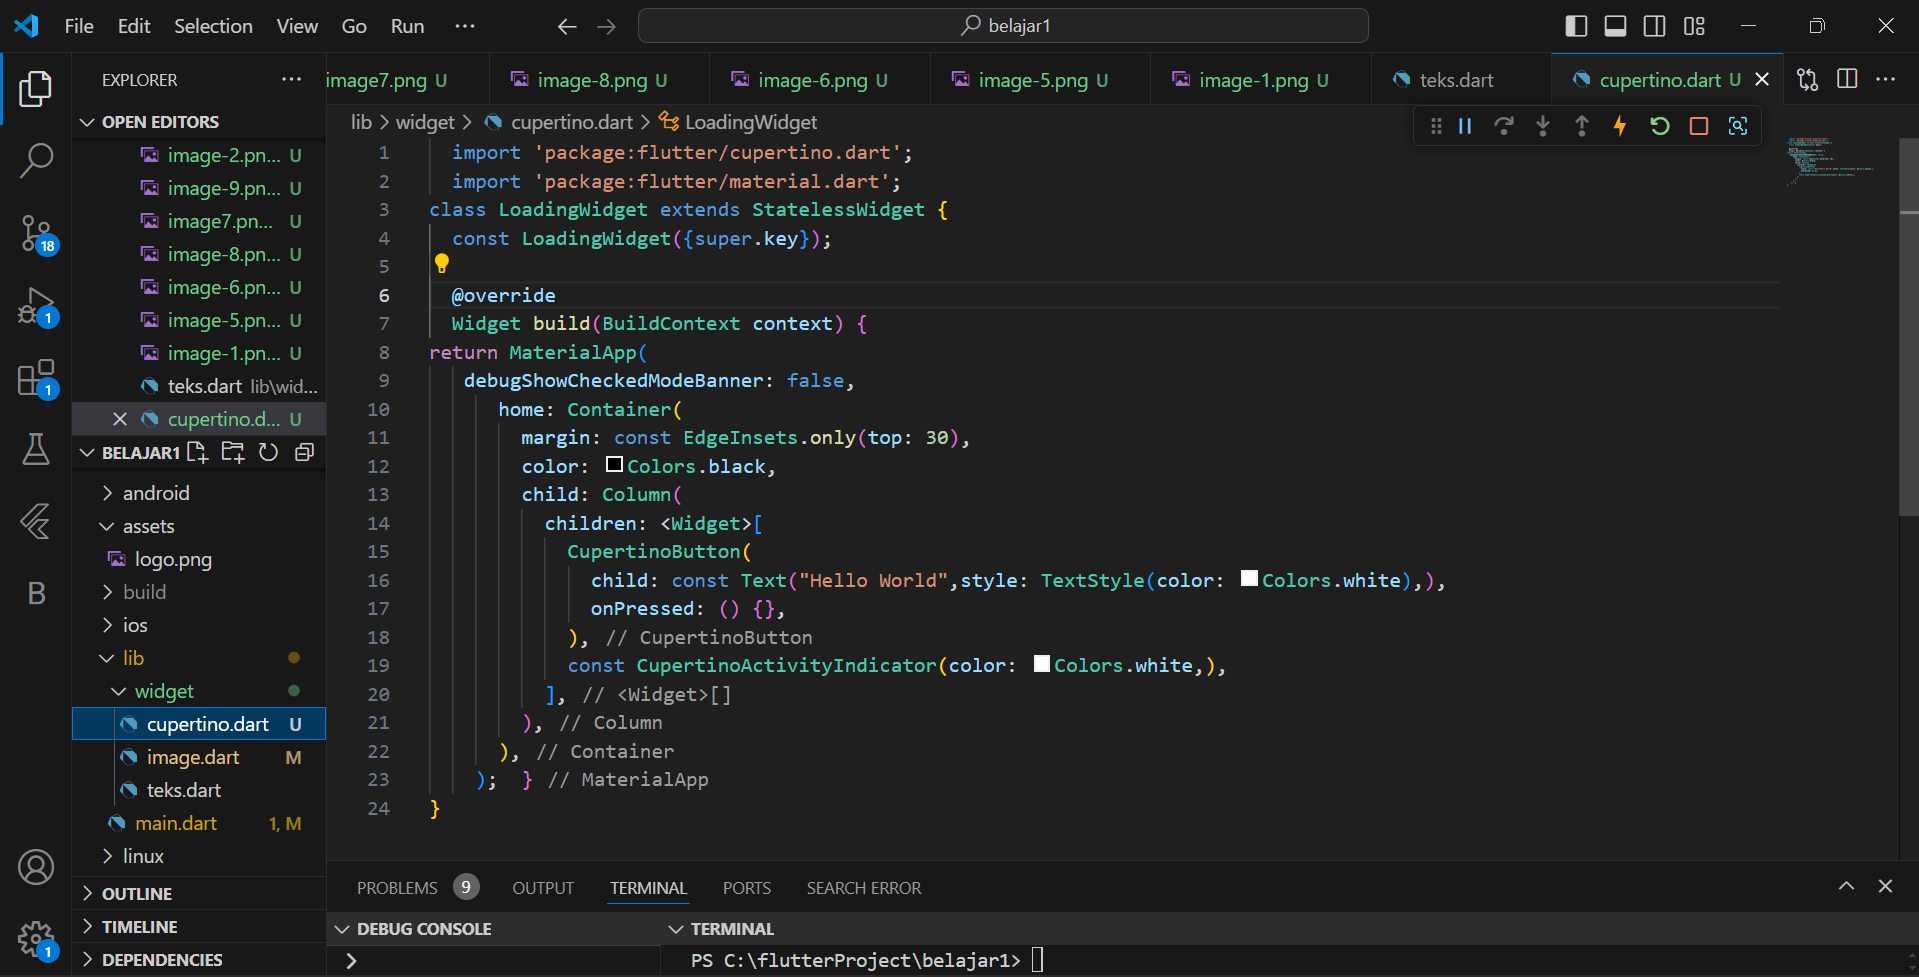 File Edit Selection View Go Run ··· belajar1
EXPLORER ···
OPEN EDITORS
image-2.pn... U
image-9.pn... U
image7.pn... U
image-8.pn... U
image-6.pn... U
image-5.pn... U
image-1.pn... U
teks.dart lib\wid...
cupertino.d... U
BELAJAR1
android
assets
logo.png
build
ios
lib
widget
cupertino.dart U
image.dart M
teks.dart
main.dart 1, M
linux
OUTLINE
TIMELINE
DEPENDENCIES
18
1
1
B
1
image7.png U image-8.png U image-6.png U image-5.png U image-1.png U teks.dart cupertino.dart U
lib > widget > cupertino.dart > LoadingWidget
1 import 'package:flutter/cupertino.dart';
2 import 'package:flutter/material.dart';
3 class LoadingWidget extends StatelessWidget {
4 const LoadingWidget({super.key});
5
6 @override
7 Widget build(BuildContext context) {
8 return MaterialApp(
9 debugShowCheckedModeBanner: false,
10 home: Container(
11 margin: const EdgeInsets.only(top: 30),
12 color: Colors.black,
13 child: Column(
14 children: <Widget>[
15 CupertinoButton(
16 child: const Text("Hello World",style: TextStyle(color: Colors.white),),
17 onPressed: () {},
18 ), // CupertinoButton
19 const CupertinoActivityIndicator(color: Colors.white,),
20 ], // <Widget>[]
21 ), // Column
22 ), // Container
23 ); } // MaterialApp
24 }
PROBLEMS 9 OUTPUT TERMINAL PORTS SEARCH ERROR
DEBUG CONSOLE
>
TERMINAL
PS C:\flutterProject\belajar1>